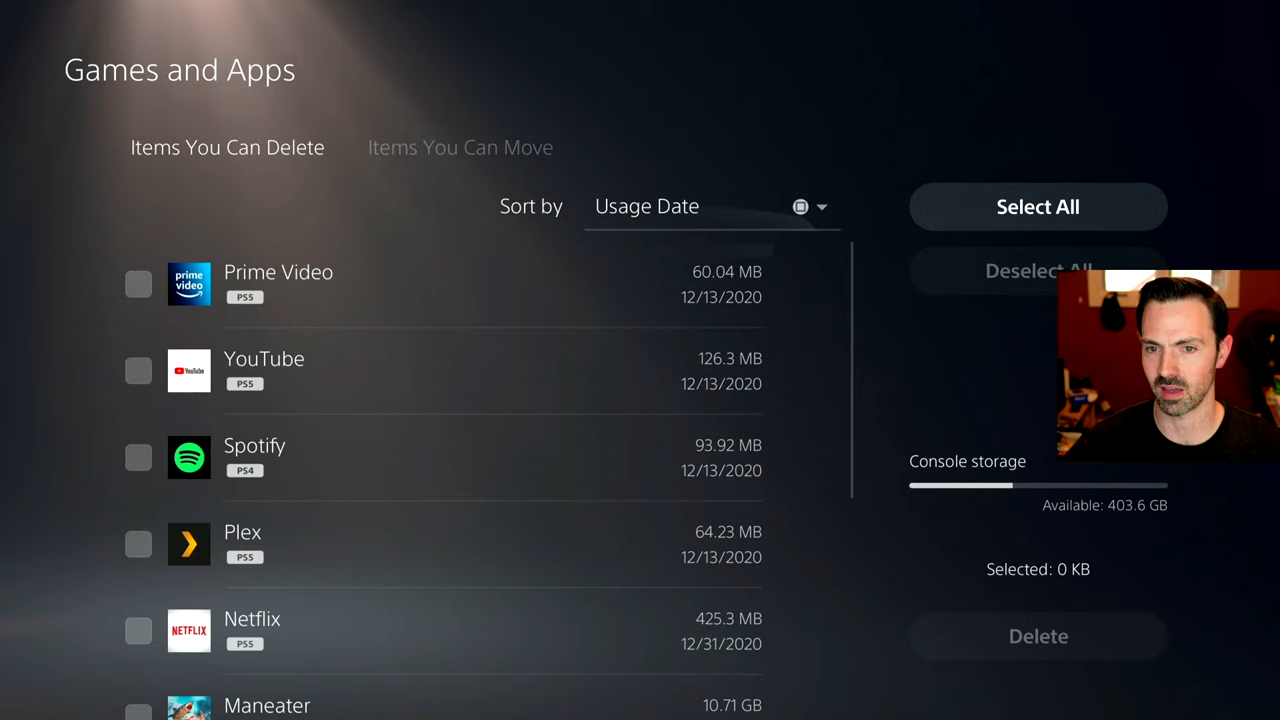 Games and Apps
Items You Can Delete
Items You Can Move
Sort by
Usage Date
Select All
Deselect All
prime video
Prime Video
60.04 MB
PS5
12/13/2020
YouTube
YouTube
126.3 MB
PS5
12/13/2020
Spotify
93.92 MB
PS4
12/13/2020
Console storage
Available: 403.6 GB
Plex
64.23 MB
PS5
12/13/2020
Selected: 0 KB
NETFLIX
Netflix
425.3 MB
PS5
12/31/2020
Delete
Maneater
10.71 GB